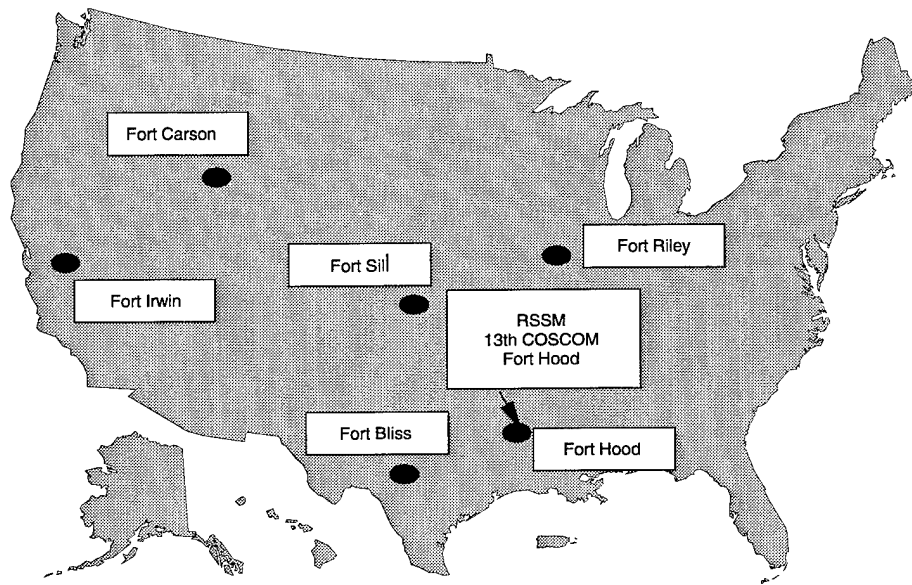 Fort Carson
Fort Riley
Fort Sill
Fort Irwin
RSSM
13th COSCOM
Fort Hood
Fort Bliss
Fort Hood